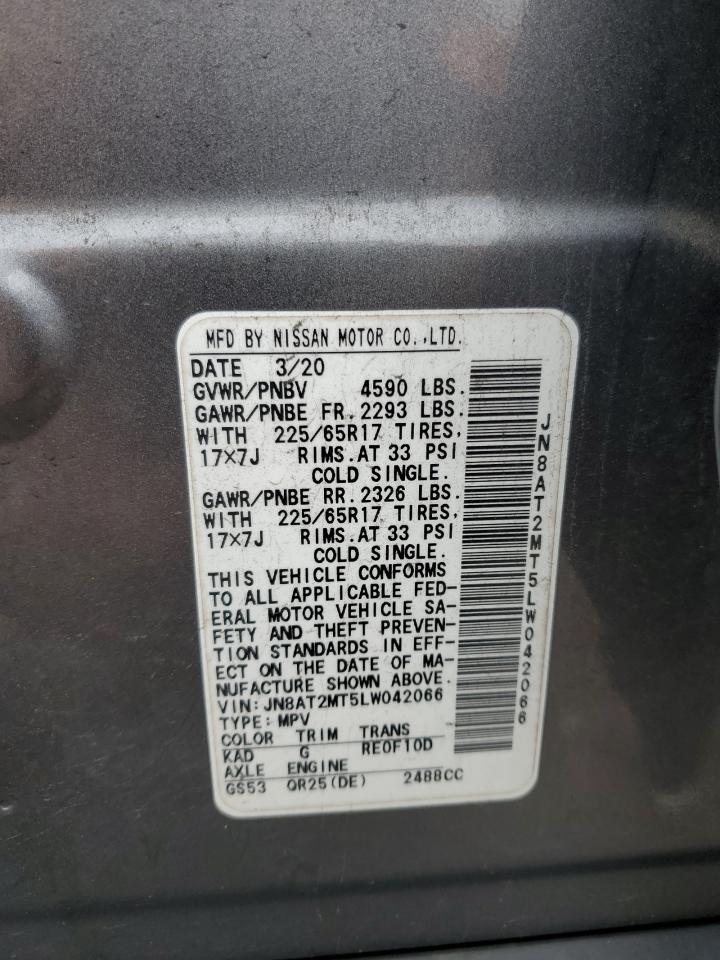 MFD BY NISSAN MOTOR CO.,LTD.
DATE 3/20
GVWR/PNBV 4590 LBS.
GAWR/PNBE FR. 2293 LBS.
WITH 225/65R17 TIRES,
17×7J RIMS.AT 33 PSI
COLD SINGLE.
GAWR/PNBE RR. 2326 LBS.
WITH 225/65R17 TIRES,
17×7J RIMS.AT 33 PSI
COLD SINGLE.
THIS VEHICLE CONFORMS
TO ALL APPLICABLE FED-
ERAL MOTOR VEHICLE SA-
FETY AND THEFT PREVEN-
TION STANDARDS IN EFF-
ECT ON THE DATE OF MA-
NUFACTURE SHOWN ABOVE.
VIN:JN8AT2MT5LW042066
TYPE:MPV
COLOR TRIM TRANS
KAD G RE0F10D
AXLE ENGINE
GS53 QR25(DE) 2488CC
JN8AT2MT5LW042066